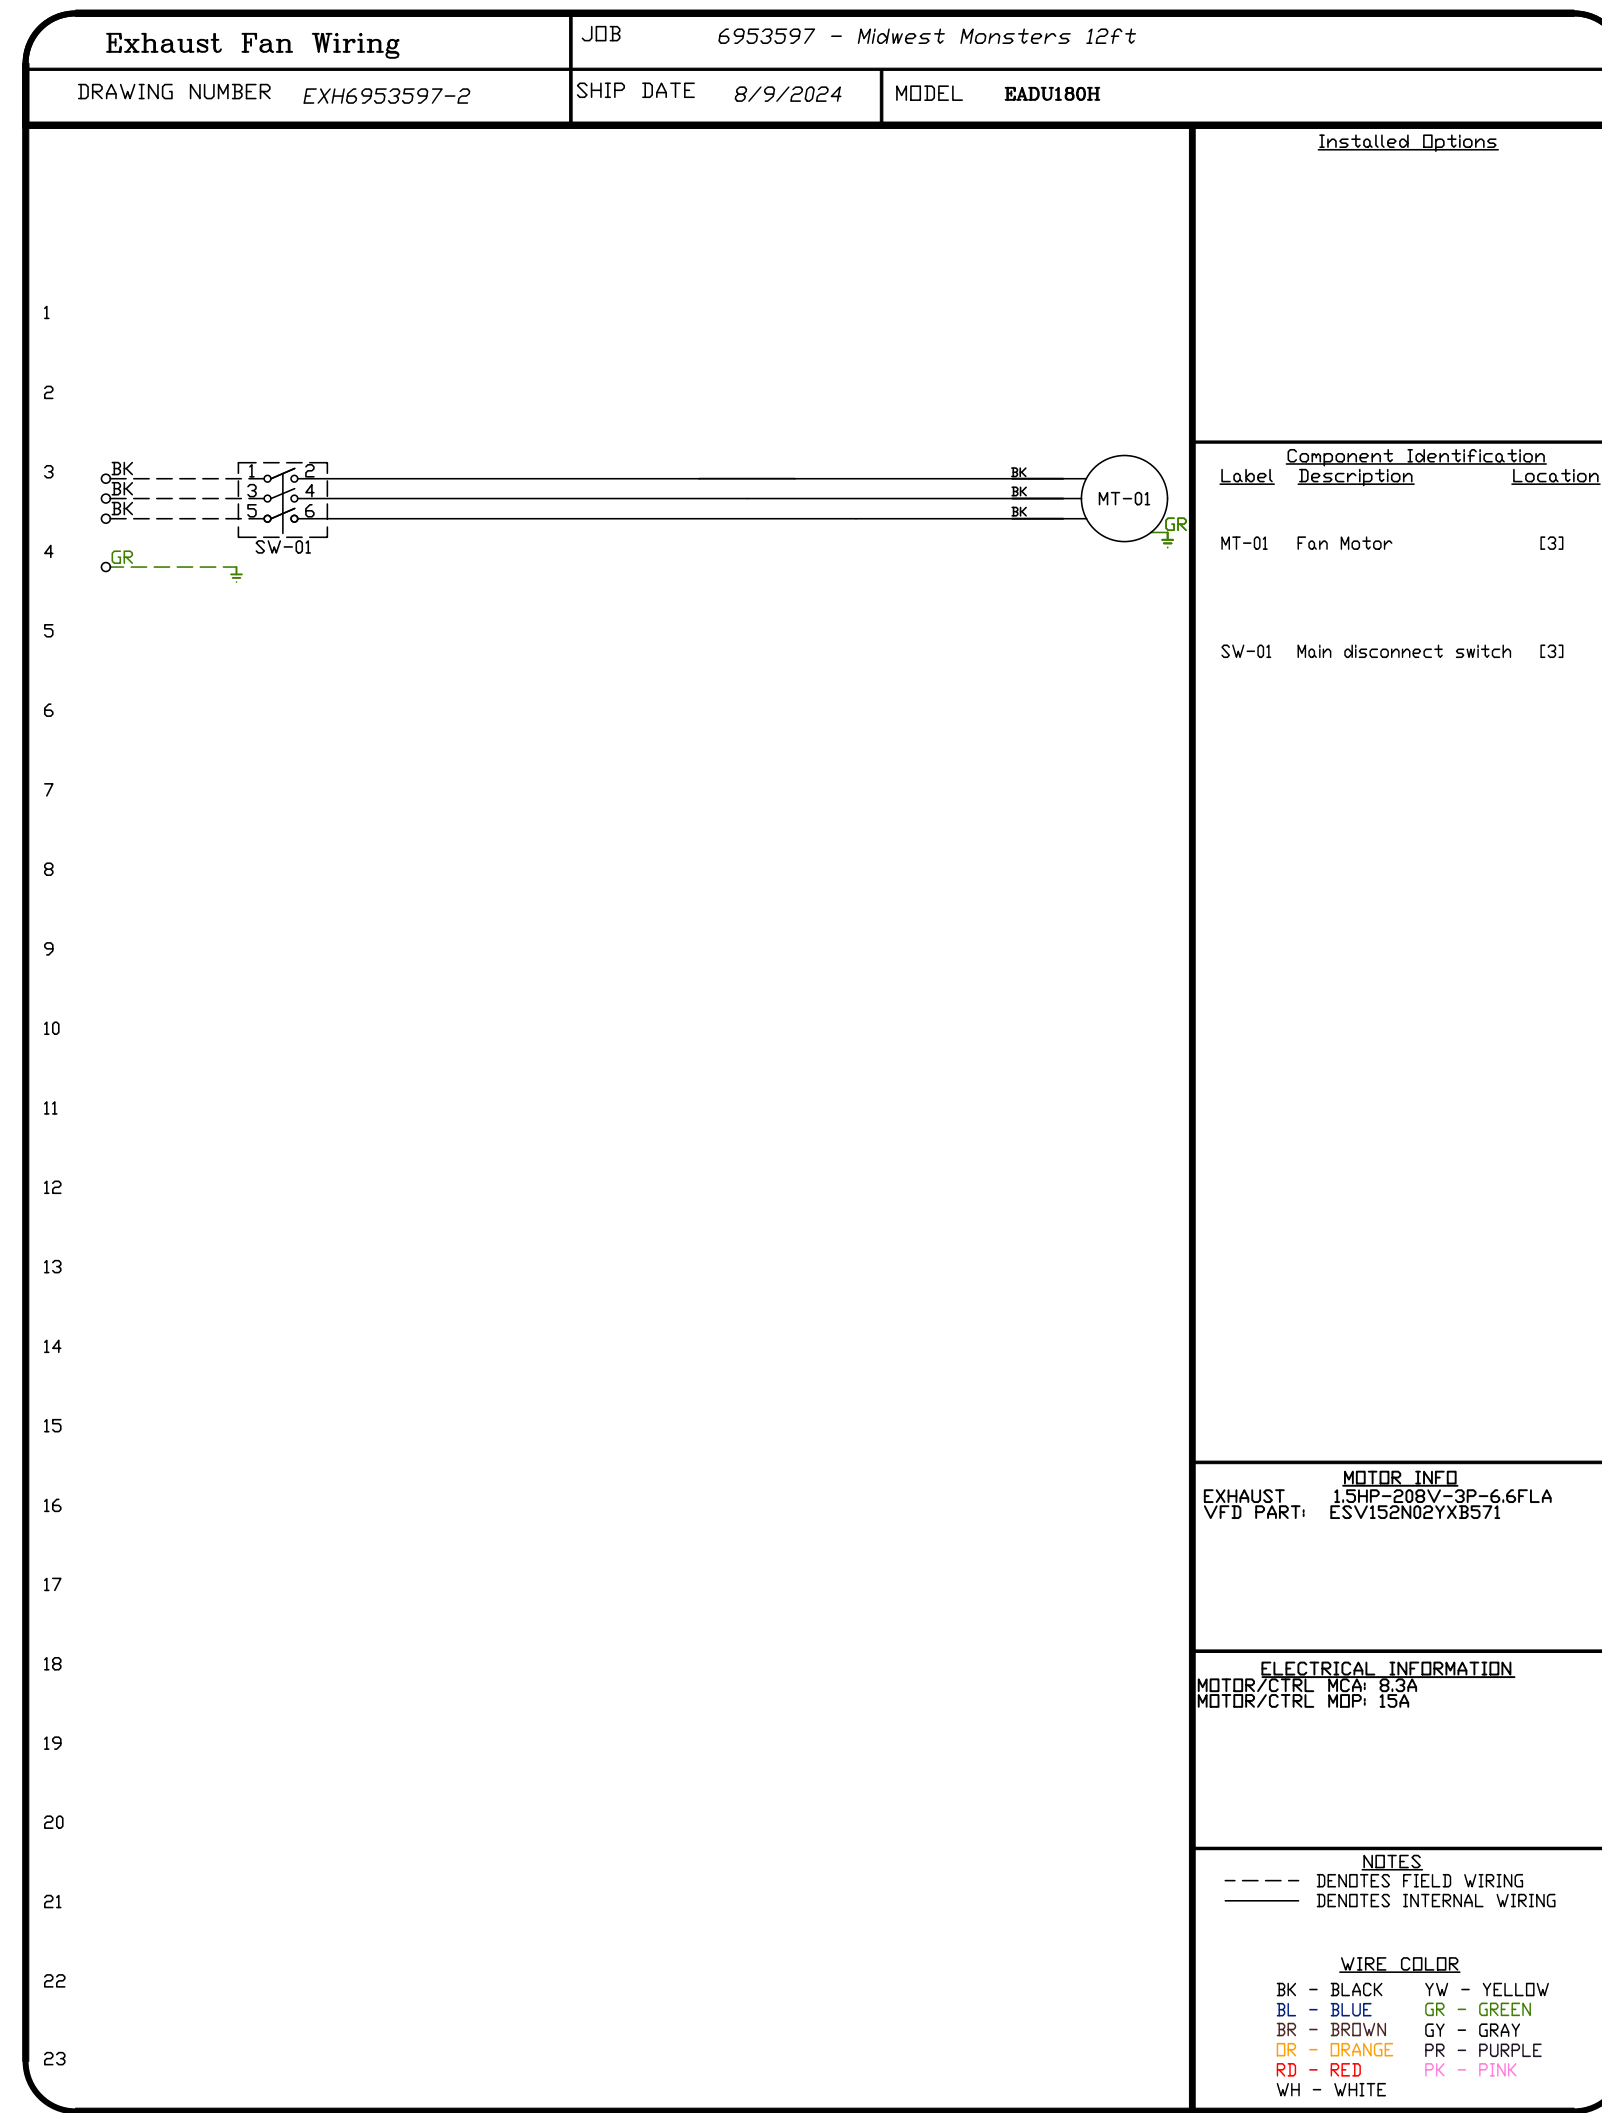 Exhaust Fan Wiring
JOB 6953597 - Midwest Monsters 12ft
DRAWING NUMBER EXH6953597-2
SHIP DATE 8/9/2024
MODEL EADU180H
Installed Options
1
2
3
BK 1 2 BK
BK 3 4 BK
BK 5 6 BK
MT-01
GR
SW-01
4
GR
5
6
7
8
9
10
11
12
13
14
15
16
17
18
19
20
21
22
23
Component Identification
Label Description Location
MT-01 Fan Motor [3]
SW-01 Main disconnect switch [3]
MOTOR INFO
EXHAUST 1.5HP-208V-3P-6.6FLA
VFD PART: ESV152N02YXB571
ELECTRICAL INFORMATION
MOTOR/CTRL MCA: 8.3A
MOTOR/CTRL MOP: 15A
NOTES
DENOTES FIELD WIRING
DENOTES INTERNAL WIRING
WIRE COLOR
BK - BLACK YW - YELLOW
BL - BLUE GR - GREEN
BR - BROWN GY - GRAY
OR - ORANGE PR - PURPLE
RD - RED PK - PINK
WH - WHITE